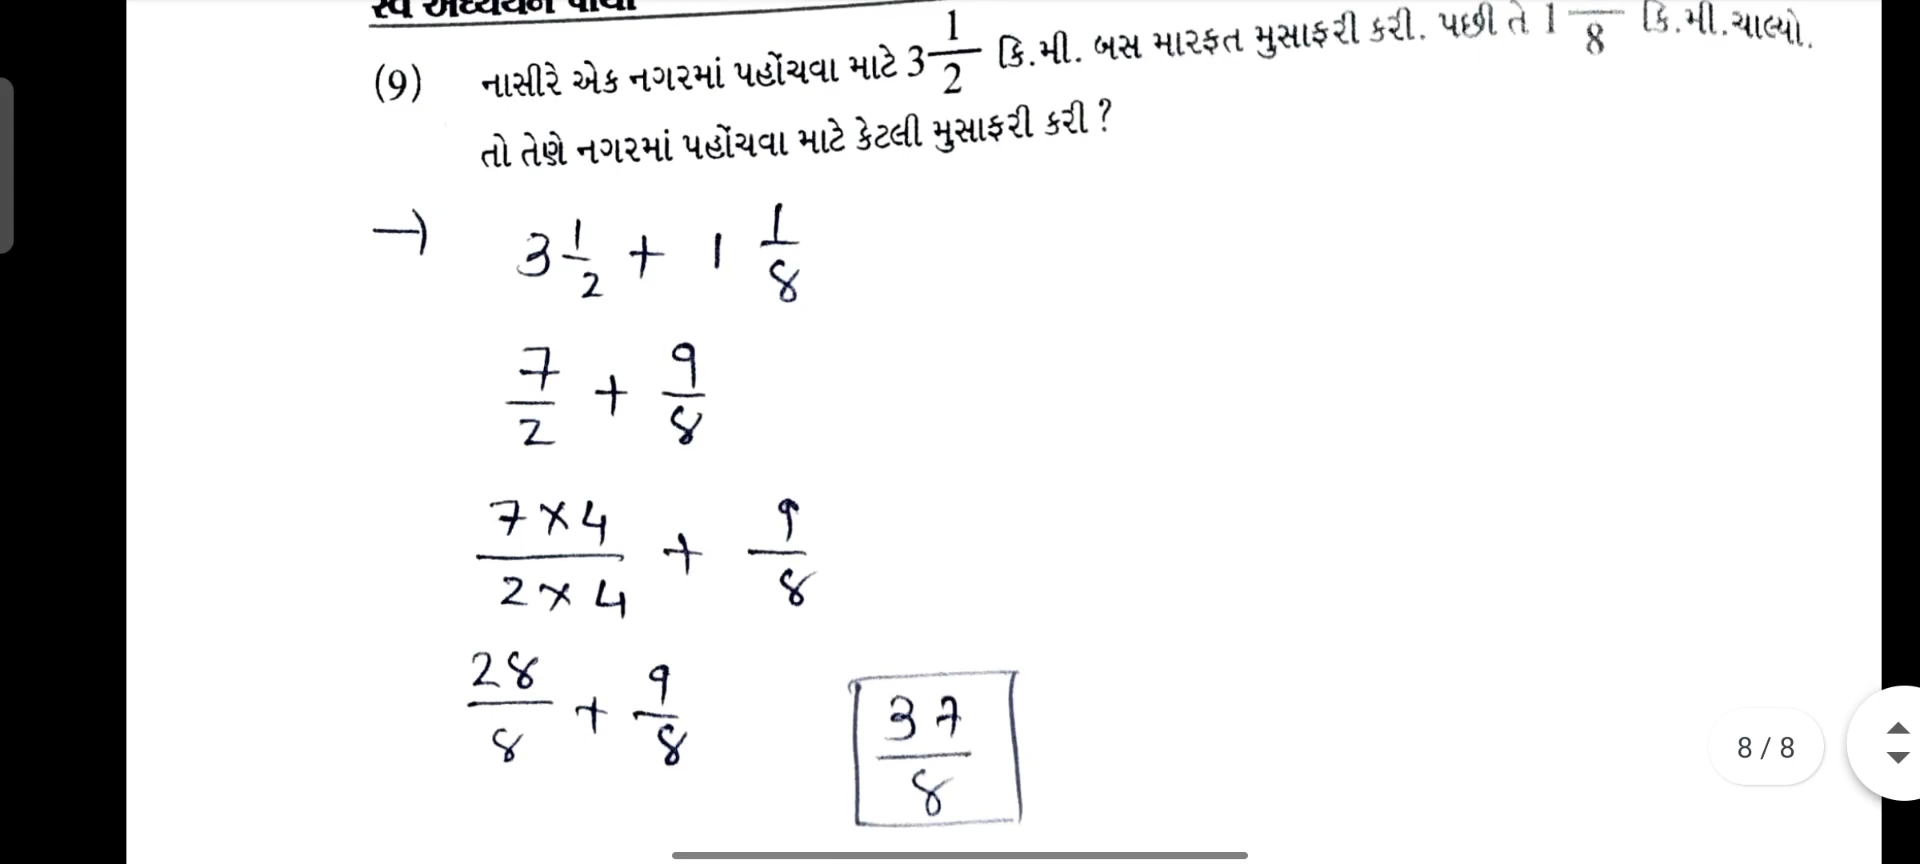 સ્વ અધ્યયન પોથી
(9) નાસીરે એક નગરમાં પહોંચવા માટે 3 1/2 કિ.મી. બસ મારફત મુસાફરી કરી. પછી તે 1 /8 કિ.મી.ચાલ્યો.
તો તેણે નગરમાં પહોંચવા માટે કેટલી મુસાફરી કરી ?
→ 3 1/2 + 1 1/8
7/2 + 9/8
7×4/2×4 + 9/8
28/8 + 9/8 37/8
8 / 8